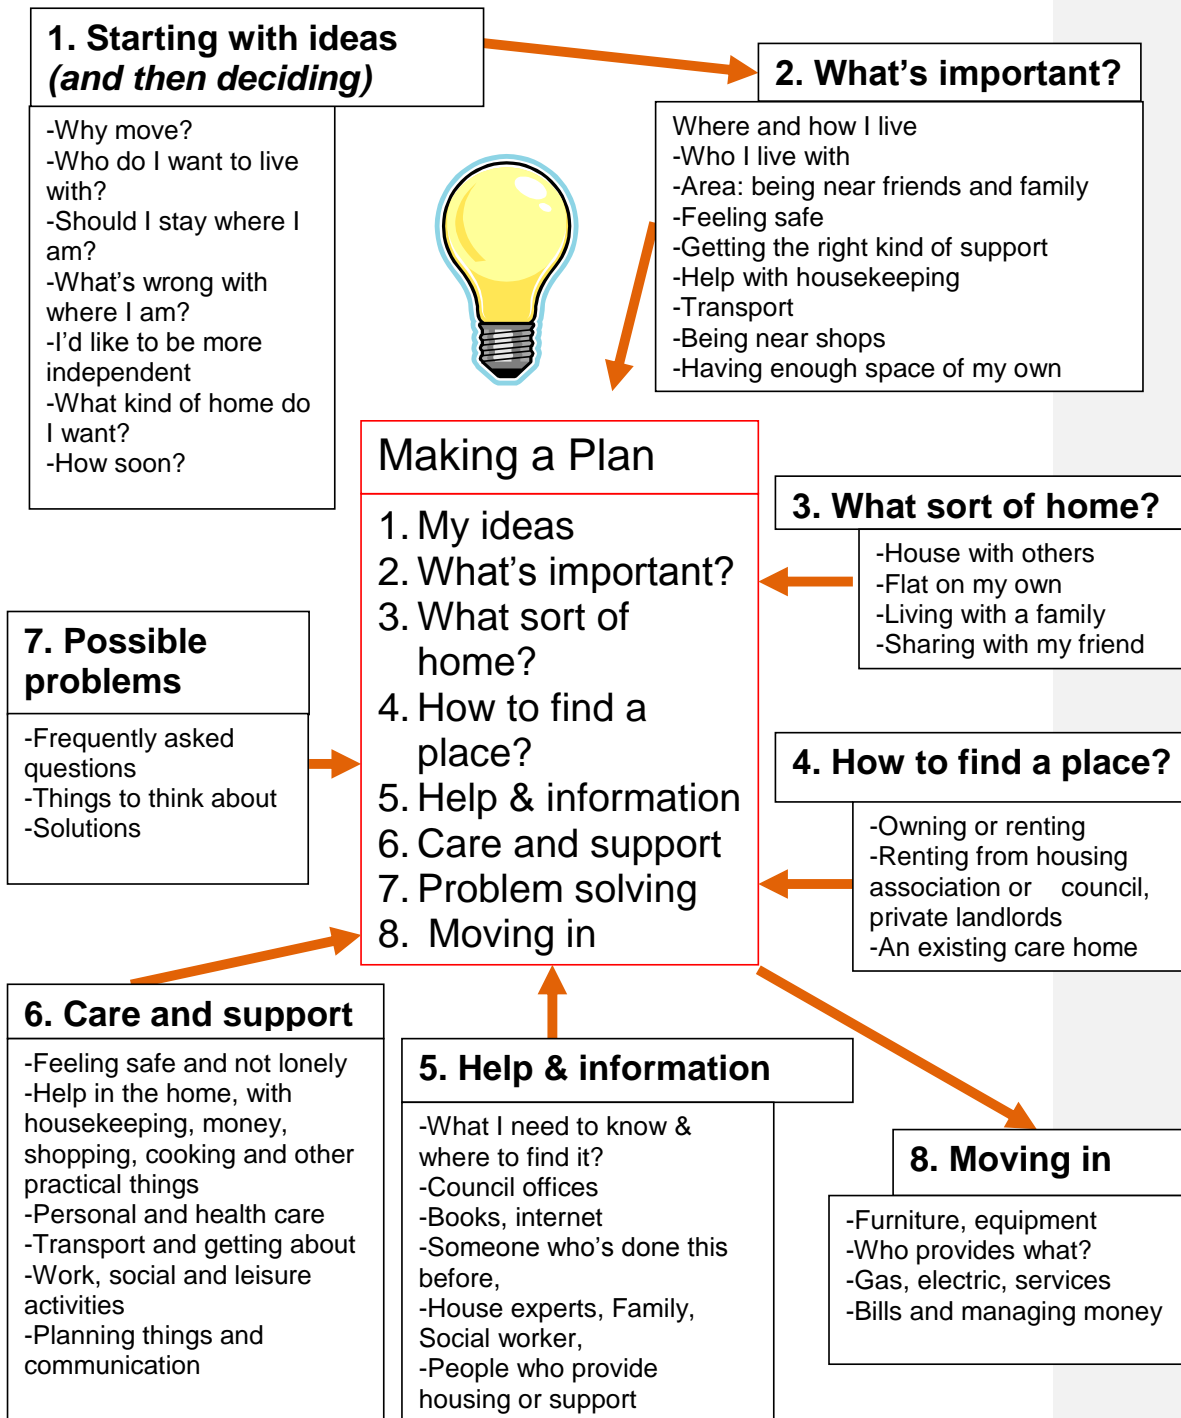 1. Starting with ideas
(and then deciding)
-Why move?
-Who do I want to live
with?
-Should I stay where I
am?
-What's wrong with
where I am?
-I'd like to be more
independent
-What kind of home do
I want?
-How soon?
2. What's important?
Where and how I live
-Who I live with
-Area: being near friends and family
-Feeling safe
-Getting the right kind of support
-Help with housekeeping
-Transport
-Being near shops
-Having enough space of my own
Making a Plan
1. My ideas
2. What's important?
3. What sort of
home?
4. How to find a
place?
5. Help & information
6. Care and support
7. Problem solving
8. Moving in
3. What sort of home?
-House with others
-Flat on my own
-Living with a family
-Sharing with my friend
4. How to find a place?
-Owning or renting
-Renting from housing
association or council,
private landlords
-An existing care home
7. Possible
problems
-Frequently asked
questions
-Things to think about
-Solutions
6. Care and support
-Feeling safe and not lonely
-Help in the home, with
housekeeping, money,
shopping, cooking and other
practical things
-Personal and health care
-Transport and getting about
-Work, social and leisure
activities
-Planning things and
communication
5. Help & information
-What I need to know &
where to find it?
-Council offices
-Books, internet
-Someone who's done this
before,
-House experts, Family,
Social worker,
-People who provide
housing or support
8. Moving in
-Furniture, equipment
-Who provides what?
-Gas, electric, services
-Bills and managing money